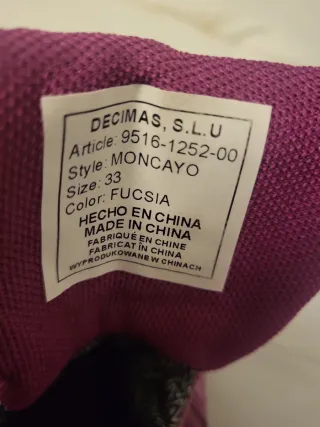 DECIMAS, S.L.U
Article: 9516-1252-00
Style: MONCAYO
Size: 33
Color: FUCSIA
HECHO EN CHINA
MADE IN CHINA
FABRIQUÉ EN CHINE
FABRICAT IN CHINA
WYPRODUKOWANE W CHINACH